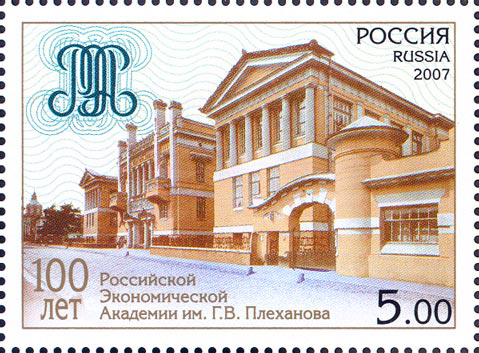 РОССИЯ
RUSSIA
2007
100
ЛЕТ
Российской
Экономической
Академии им. Г.В. Плеханова
5.00